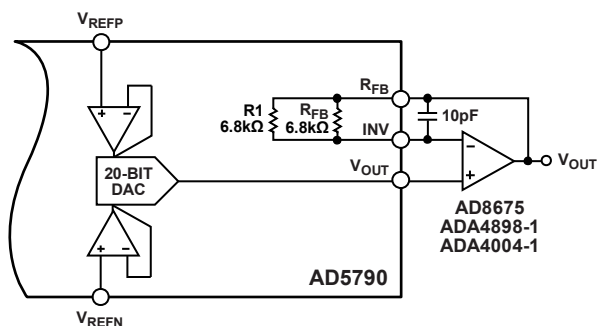 VREFP
R1
6.8kΩ
RFB
6.8kΩ
RFB
INV
VOUT
10pF
+ −
20-BIT
DAC
+ −
−
+
VOUT
AD8675
ADA4898-1
ADA4004-1
AD5790
VREFN